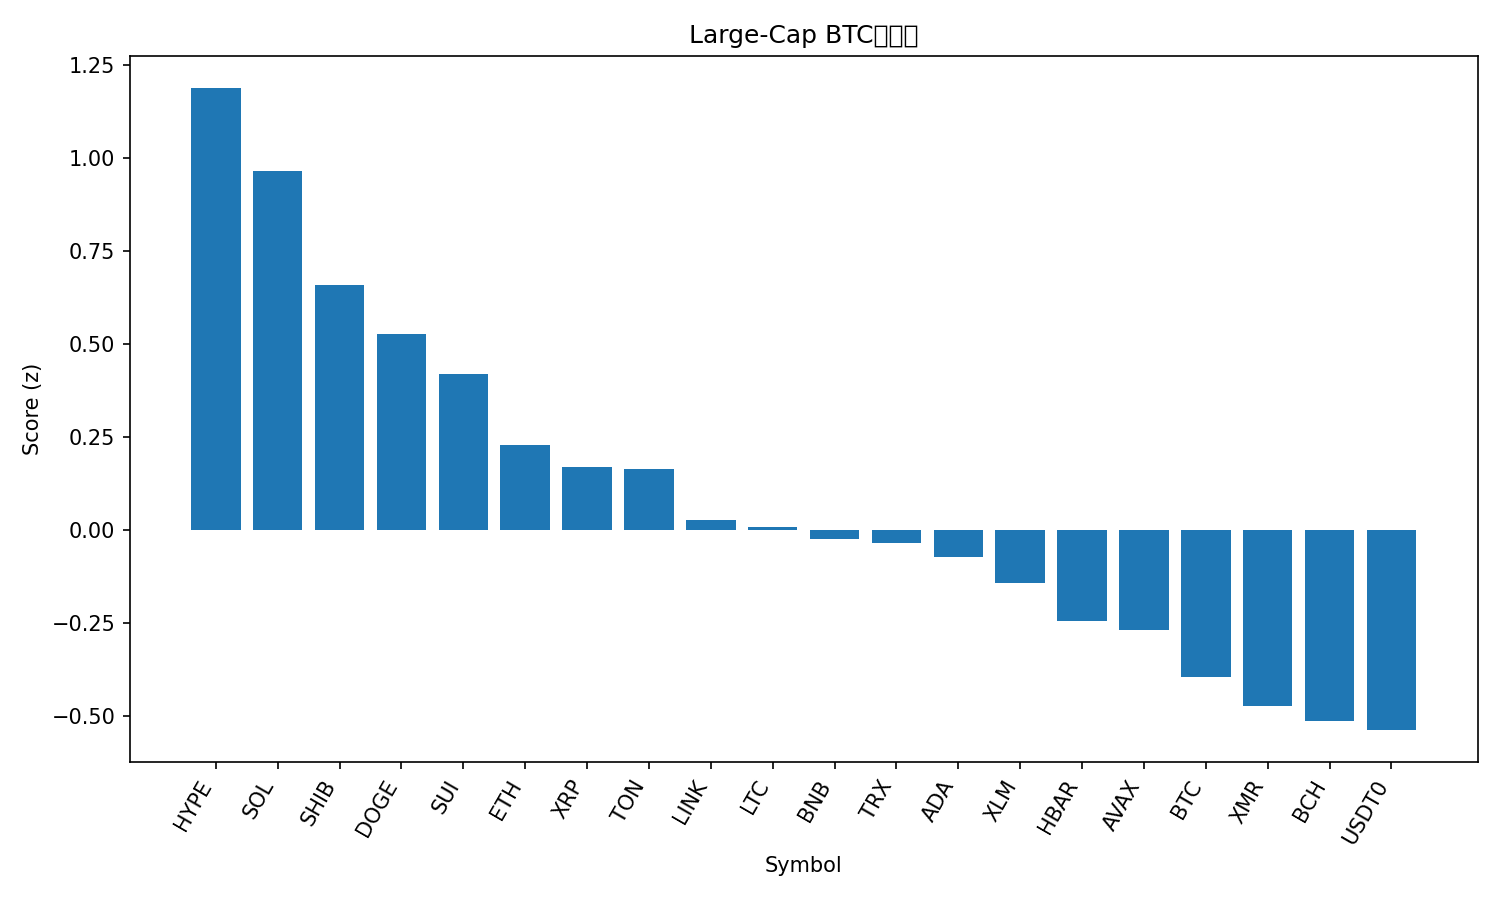 Large-Cap BTC
1.25
1.00
0.75
0.50
0.25
0.00
−0.25
−0.50
Score (z)
HYPE
SOL
SHIB
DOGE
SUI
ETH
XRP
TON
LINK
LTC
BNB
TRX
ADA
XLM
HBAR
AVAX
BTC
XMR
BCH
USDT0
Symbol